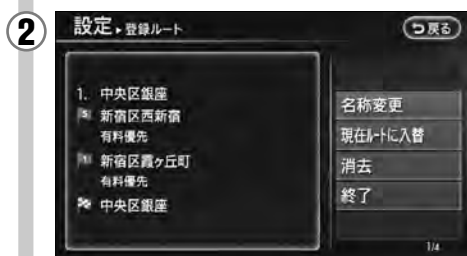 2
設定▸登録ルート
戻る
1. 中央区銀座
5 新宿区西新宿
有料優先
11 新宿区霞ヶ丘町
有料優先
中央区銀座
名称変更
現在ルートに入替
消去
終了
1/4